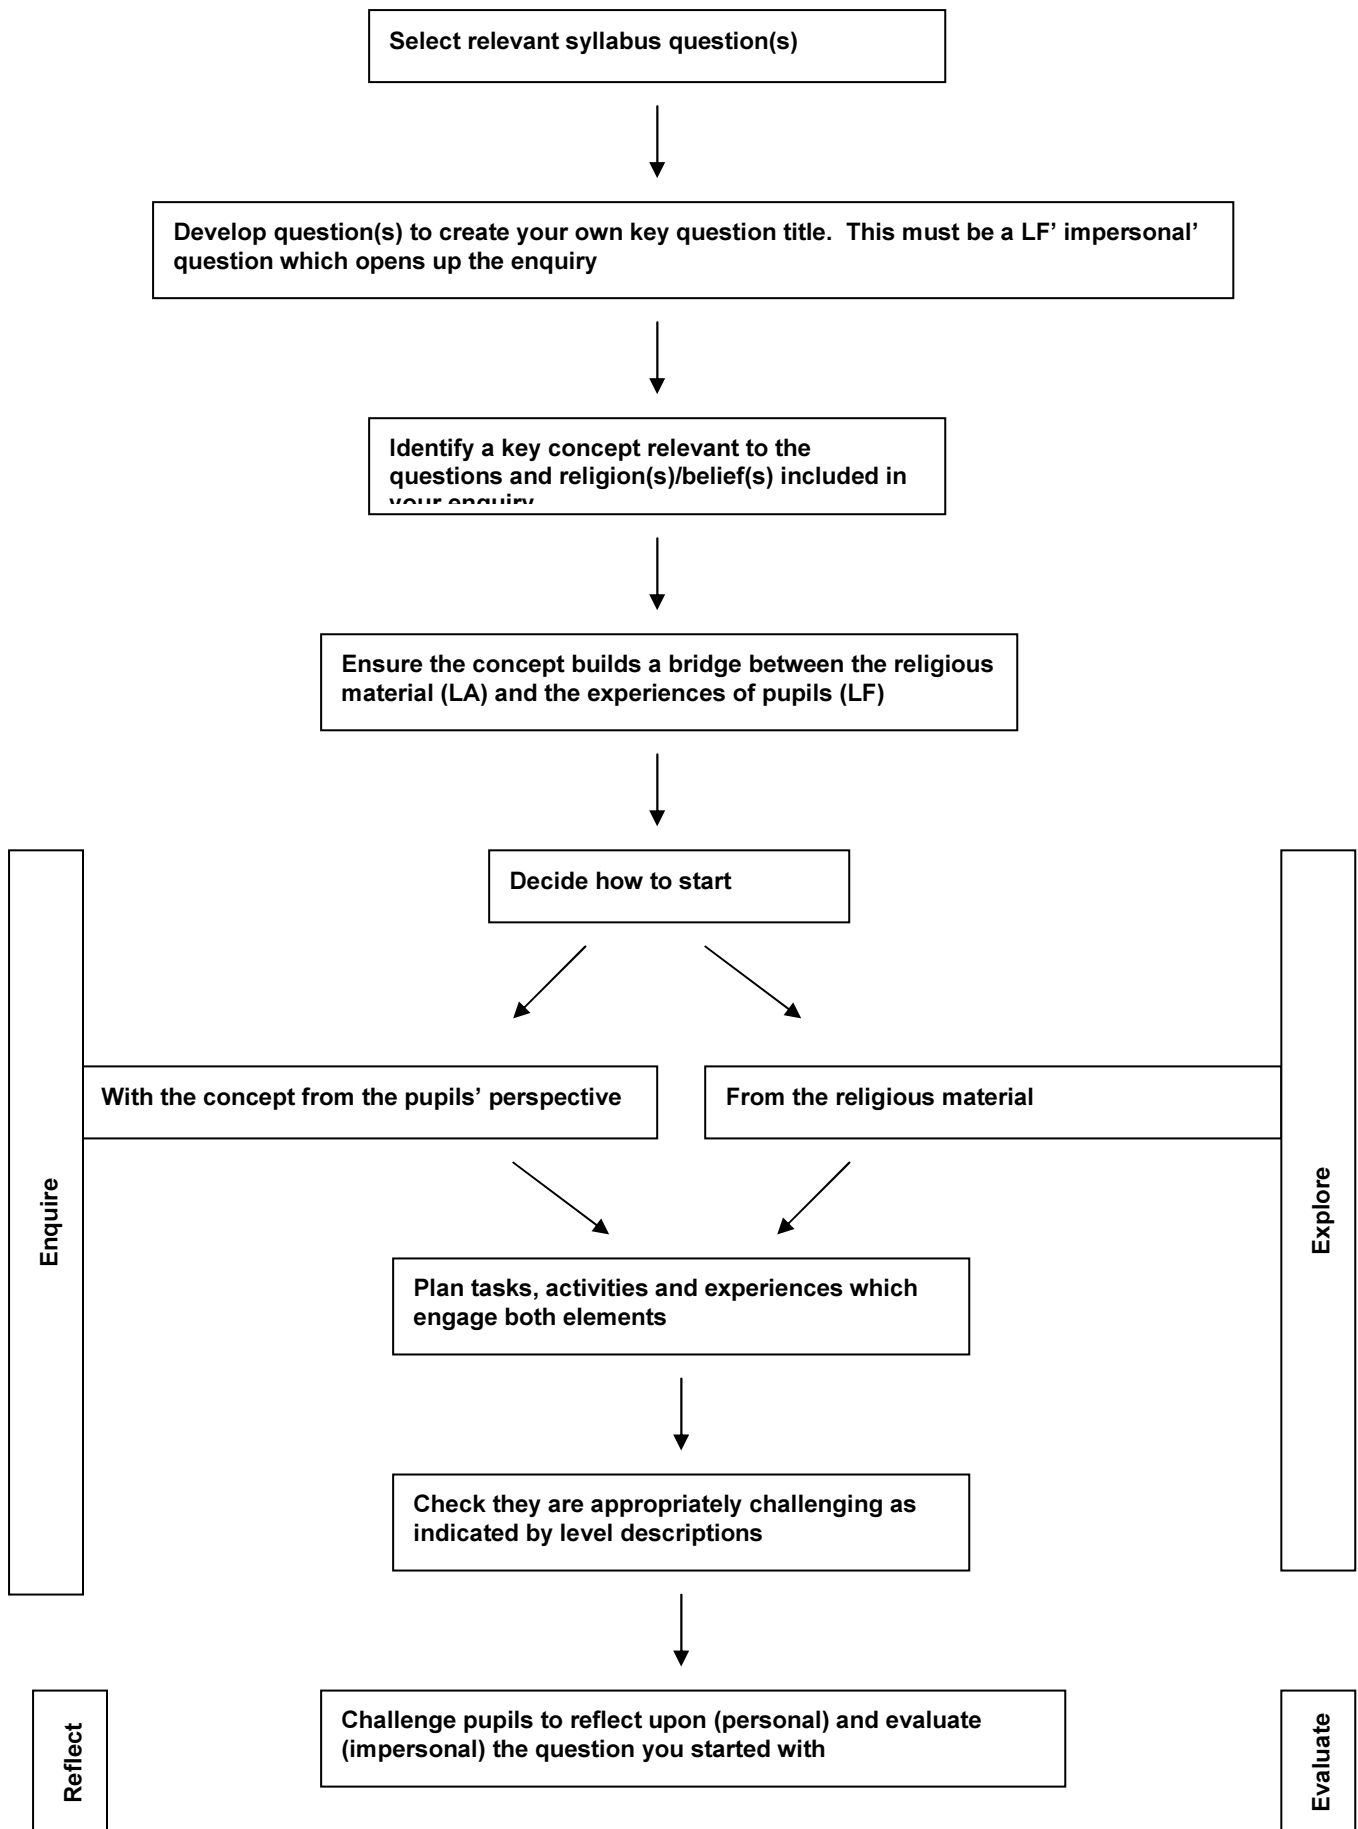 Select relevant syllabus question(s)
Develop question(s) to create your own key question title.  This must be a LF’ impersonal’
question which opens up the enquiry
Identify a key concept relevant to the
questions and religion(s)/belief(s) included in
your enquiry
Ensure the concept builds a bridge between the religious
material (LA) and the experiences of pupils (LF)
Decide how to start
With the concept from the pupils’ perspective
From the religious material
Enquire
Explore
Plan tasks, activities and experiences which
engage both elements
Check they are appropriately challenging as
indicated by level descriptions
Reflect
Challenge pupils to reflect upon (personal) and evaluate
(impersonal) the question you started with
Evaluate